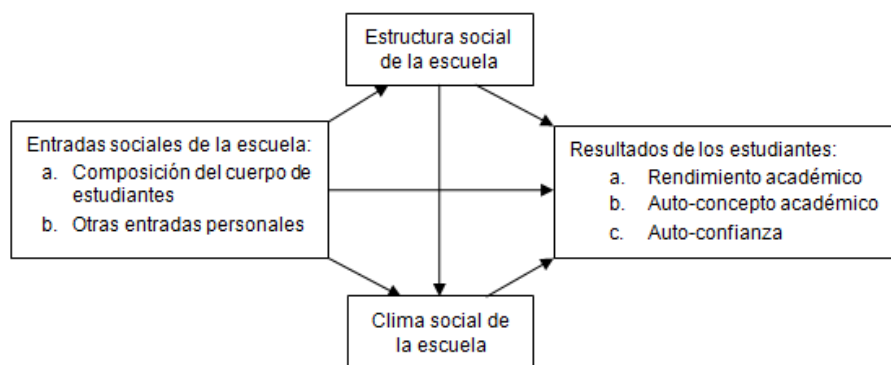 Estructura social
de la escuela
Entradas sociales de la escuela:
a. Composición del cuerpo de
estudiantes
b. Otras entradas personales
Resultados de los estudiantes:
a. Rendimiento académico
b. Auto-concepto académico
c. Auto-confianza
Clima social de
la escuela